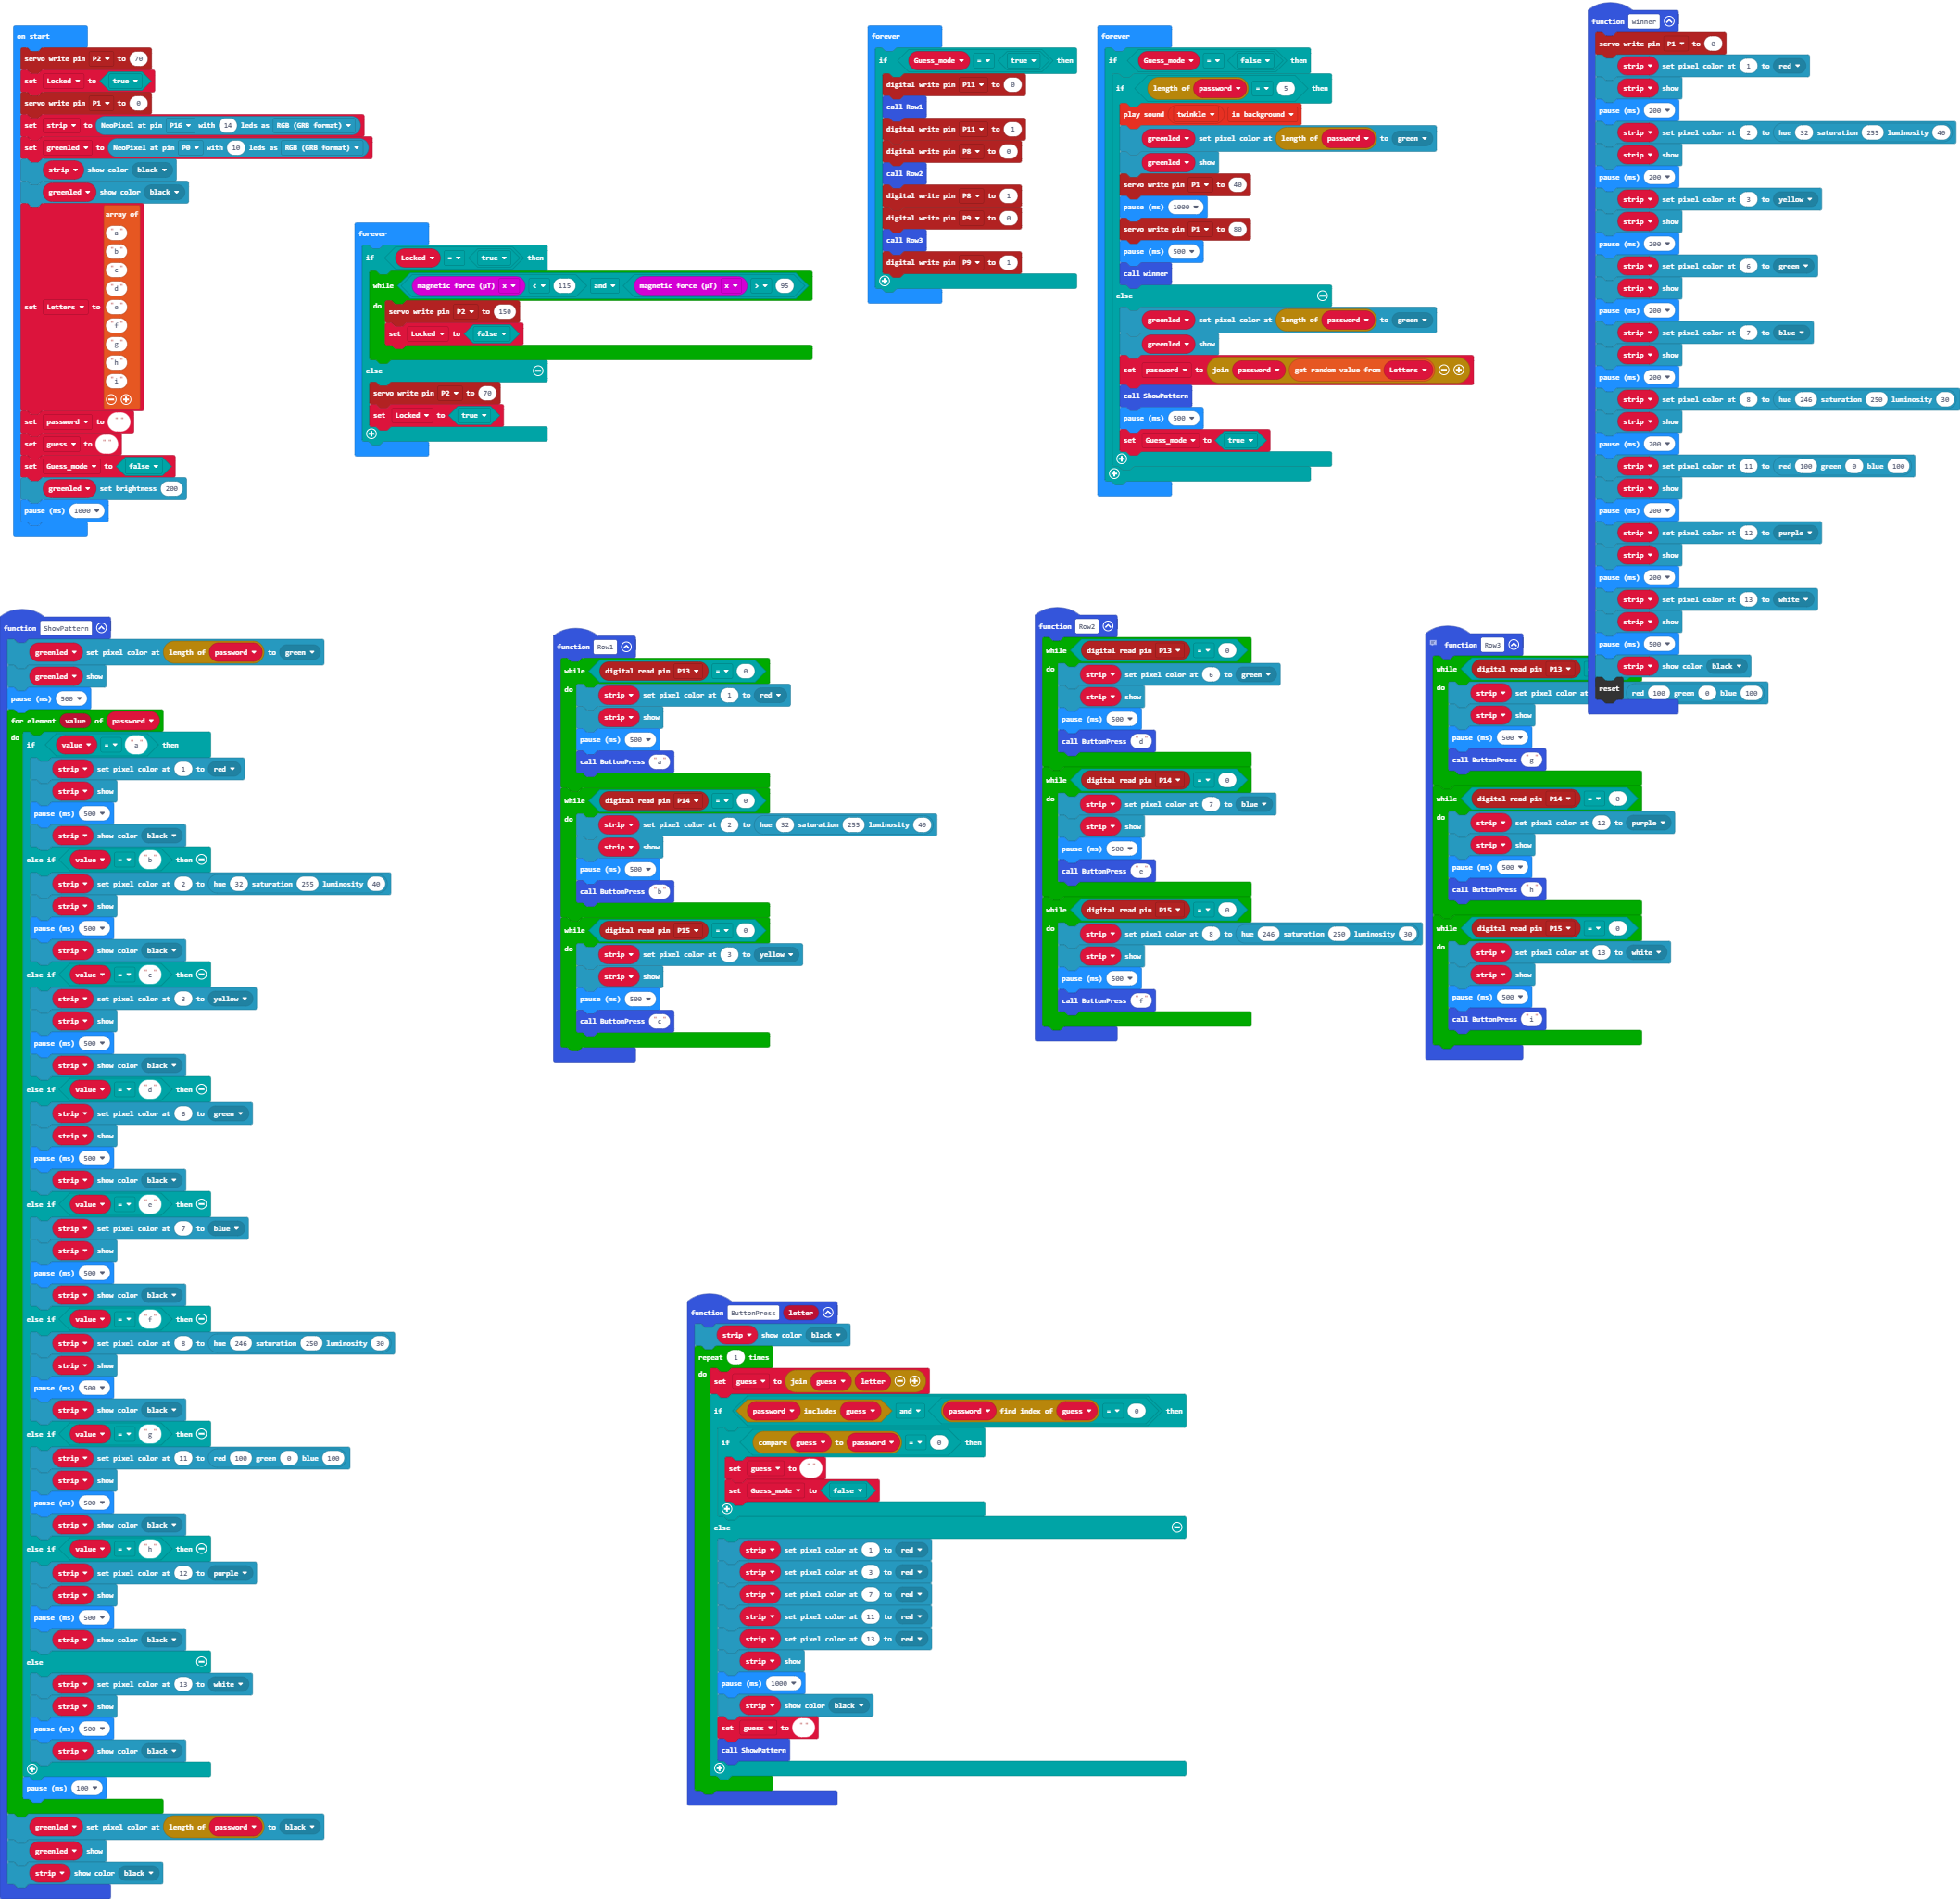 on start
servo write pin P2 to 70
set Locked to true
servo write pin P1 to 0
set strip to NeoPixel at pin P16 with 14 leds as RGB (GRB format)
set greenled to NeoPixel at pin P0 with 10 leds as RGB (GRB format)
strip show color black
greenled show color black
set Letters to array of "a" "b" "c" "d" "e" "f" "g" "h" "i"
set password to ""
set guess to ""
set Guess_mode to false
greenled set brightness 200
pause (ms) 1000
forever
if Locked = true then
while magnetic force (µT) x < 115 and magnetic force (µT) x > 95
do
servo write pin P2 to 150
set Locked to false
else
servo write pin P2 to 70
set Locked to true
forever
if Guess_mode = true then
digital write pin P11 to 0
call Row1
digital write pin P11 to 1
digital write pin P8 to 0
call Row2
digital write pin P8 to 1
digital write pin P9 to 0
call Row3
digital write pin P9 to 1
forever
if Guess_mode = false then
if length of password = 5 then
play sound twinkle in background
greenled set pixel color at length of password to green
greenled show
servo write pin P1 to 40
pause (ms) 1000
servo write pin P1 to 80
pause (ms) 500
call winner
else
greenled set pixel color at length of password to green
greenled show
set password to join password get random value from Letters
call ShowPattern
pause (ms) 500
set Guess_mode to true
function winner
servo write pin P1 to 0
strip set pixel color at 1 to red
strip show
pause (ms) 200
strip set pixel color at 2 to hue 32 saturation 255 luminosity 40
strip show
pause (ms) 200
strip set pixel color at 3 to yellow
strip show
pause (ms) 200
strip set pixel color at 6 to green
strip show
pause (ms) 200
strip set pixel color at 7 to blue
strip show
pause (ms) 200
strip set pixel color at 8 to hue 246 saturation 250 luminosity 30
strip show
pause (ms) 200
strip set pixel color at 11 to red 100 green 0 blue 100
strip show
pause (ms) 200
strip set pixel color at 12 to purple
strip show
pause (ms) 200
strip set pixel color at 13 to white
strip show
pause (ms) 500
strip show color black
reset
function ShowPattern
greenled set pixel color at length of password to green
greenled show
pause (ms) 500
for element value of password
do
if value = "a" then
strip set pixel color at 1 to red
strip show
pause (ms) 500
strip show color black
else if value = "b" then
strip set pixel color at 2 to hue 32 saturation 255 luminosity 40
strip show
pause (ms) 500
strip show color black
else if value = "c" then
strip set pixel color at 3 to yellow
strip show
pause (ms) 500
strip show color black
else if value = "d" then
strip set pixel color at 6 to green
strip show
pause (ms) 500
strip show color black
else if value = "e" then
strip set pixel color at 7 to blue
strip show
pause (ms) 500
strip show color black
else if value = "f" then
strip set pixel color at 8 to hue 246 saturation 250 luminosity 30
strip show
pause (ms) 500
strip show color black
else if value = "g" then
strip set pixel color at 11 to red 100 green 0 blue 100
strip show
pause (ms) 500
strip show color black
else if value = "h" then
strip set pixel color at 12 to purple
strip show
pause (ms) 500
strip show color black
else
strip set pixel color at 13 to white
strip show
pause (ms) 500
strip show color black
pause (ms) 100
greenled set pixel color at length of password to black
greenled show
strip show color black
function Row1
while digital read pin P13 = 0
do
strip set pixel color at 1 to red
strip show
pause (ms) 500
call ButtonPress "a"
while digital read pin P14 = 0
do
strip set pixel color at 2 to hue 32 saturation 255 luminosity 40
strip show
pause (ms) 500
call ButtonPress "b"
while digital read pin P15 = 0
do
strip set pixel color at 3 to yellow
strip show
pause (ms) 500
call ButtonPress "c"
function Row2
while digital read pin P13 = 0
do
strip set pixel color at 6 to green
strip show
pause (ms) 500
call ButtonPress "d"
while digital read pin P14 = 0
do
strip set pixel color at 7 to blue
strip show
pause (ms) 500
call ButtonPress "e"
while digital read pin P15 = 0
do
strip set pixel color at 8 to hue 246 saturation 250 luminosity 30
strip show
pause (ms) 500
call ButtonPress "f"
function Row3
while digital read pin P13
do
strip set pixel color at red 100 green 0 blue 100
strip show
pause (ms) 500
call ButtonPress "g"
while digital read pin P14 = 0
do
strip set pixel color at 12 to purple
strip show
pause (ms) 500
call ButtonPress "h"
while digital read pin P15 = 0
do
strip set pixel color at 13 to white
strip show
pause (ms) 500
call ButtonPress "i"
function ButtonPress letter
strip show color black
repeat 1 times
do
set guess to join guess letter
if password includes guess and password find index of guess = 0 then
if compare guess to password = 0 then
set guess to ""
set Guess_mode to false
else
strip set pixel color at 1 to red
strip set pixel color at 3 to red
strip set pixel color at 7 to red
strip set pixel color at 11 to red
strip set pixel color at 13 to red
strip show
pause (ms) 1000
strip show color black
set guess to ""
call ShowPattern